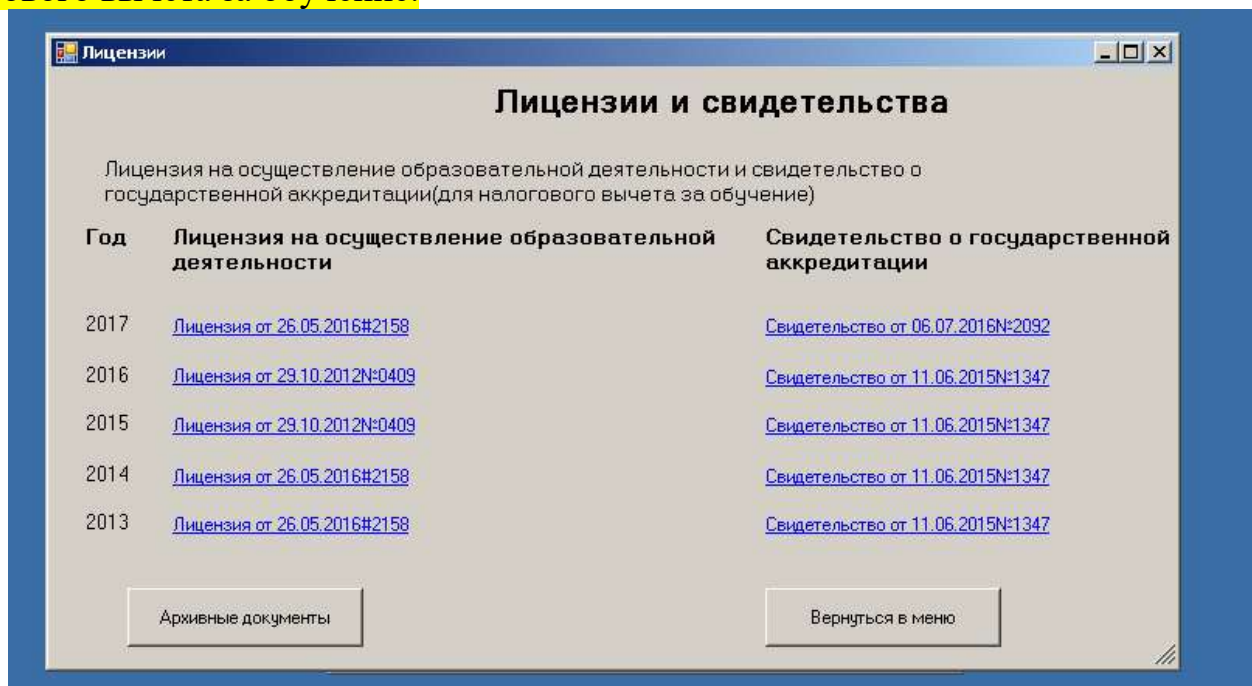 Лицензии
Лицензии и свидетельства
Лицензия на осуществление образовательной деятельности и свидетельство о
государственной аккредитации(для налогового вычета за обучение)
Год Лицензия на осуществление образовательной деятельности Свидетельство о государственной аккредитации
2017 Лицензия от 26.05.2016#2158 Свидетельство от 06.07.2016№2092
2016 Лицензия от 29.10.2012№0409 Свидетельство от 11.06.2015№1347
2015 Лицензия от 29.10.2012№0409 Свидетельство от 11.06.2015№1347
2014 Лицензия от 26.05.2016#2158 Свидетельство от 11.06.2015№1347
2013 Лицензия от 26.05.2016#2158 Свидетельство от 11.06.2015№1347
Архивные документы Вернуться в меню